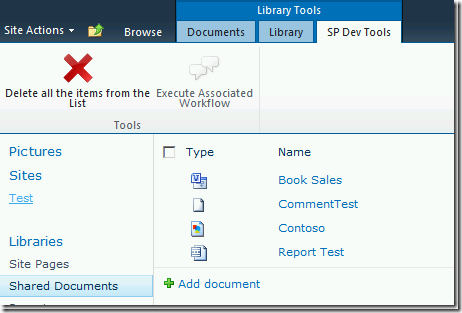 Library Tools
Site Actions Browse Documents Library SP Dev Tools
Delete all the items from the
List
Execute Associated
Workflow
Tools
Pictures
Sites
Test
Libraries
Site Pages
Shared Documents
Type Name
Book Sales
CommentTest
Contoso
Report Test
Add document